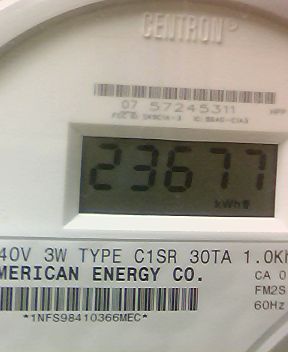 CENTRON®
07 57245311
23677
kWh
40V 3W TYPE C1SR 30TA 1.0Kh
MERICAN ENERGY CO.
CA 0
FM2S
60Hz
*1NFS98410366MEC*